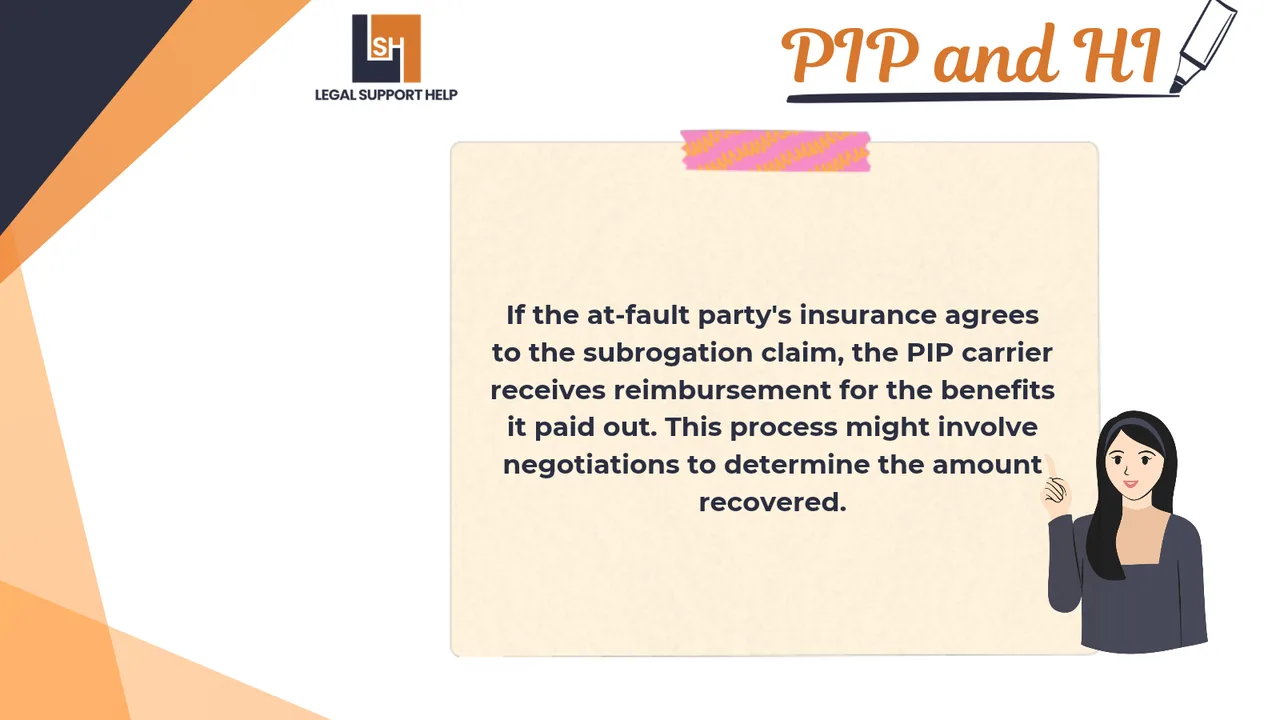 LSH
LEGAL SUPPORT HELP
PIP and HI
If the at-fault party's insurance agrees
to the subrogation claim, the PIP carrier
receives reimbursement for the benefits
it paid out. This process might involve
negotiations to determine the amount
recovered.